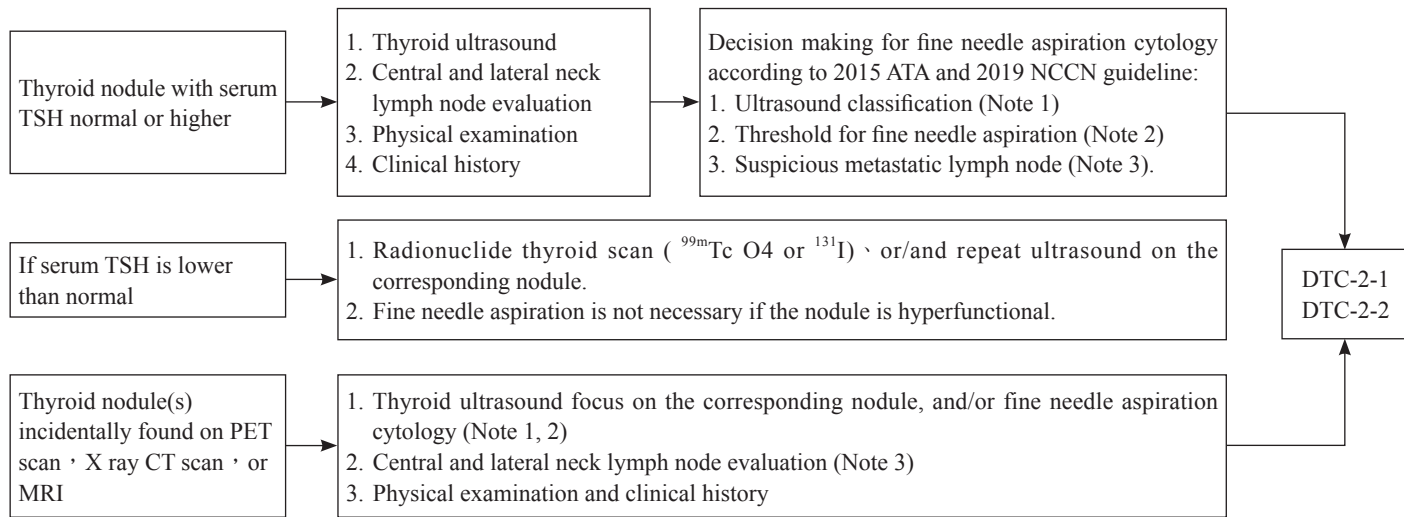 Thyroid nodule with serum
TSH normal or higher
1. Thyroid ultrasound
2. Central and lateral neck
lymph node evaluation
3. Physical examination
4. Clinical history
Decision making for fine needle aspiration cytology
according to 2015 ATA and 2019 NCCN guideline:
1. Ultrasound classification (Note 1)
2. Threshold for fine needle aspiration (Note 2)
3. Suspicious metastatic lymph node (Note 3).
If serum TSH is lower
than normal
1. Radionuclide thyroid scan ( ⁹⁹ᵐTc O4 or ¹³¹I)、or/and repeat ultrasound on the
corresponding nodule.
2. Fine needle aspiration is not necessary if the nodule is hyperfunctional.
DTC-2-1
DTC-2-2
Thyroid nodule(s)
incidentally found on PET
scan，X ray CT scan，or
MRI
1. Thyroid ultrasound focus on the corresponding nodule, and/or fine needle aspiration
cytology (Note 1, 2)
2. Central and lateral neck lymph node evaluation (Note 3)
3. Physical examination and clinical history